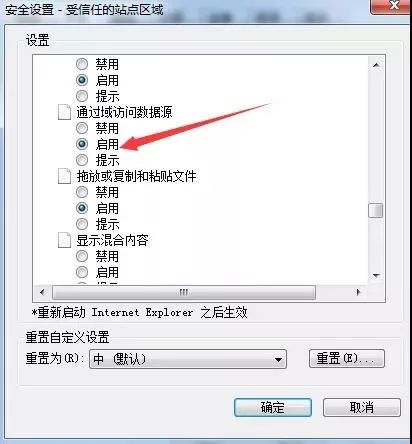 安全设置 - 受信任的站点区域
设置
禁用
启用
提示
通过域访问数据源
禁用
启用
提示
拖放或复制和粘贴文件
禁用
启用
提示
显示混合内容
禁用
启用
*重新启动 Internet Explorer 之后生效
重置自定义设置
重置为(R):
中 (默认)
重置(E)...
确定
取消